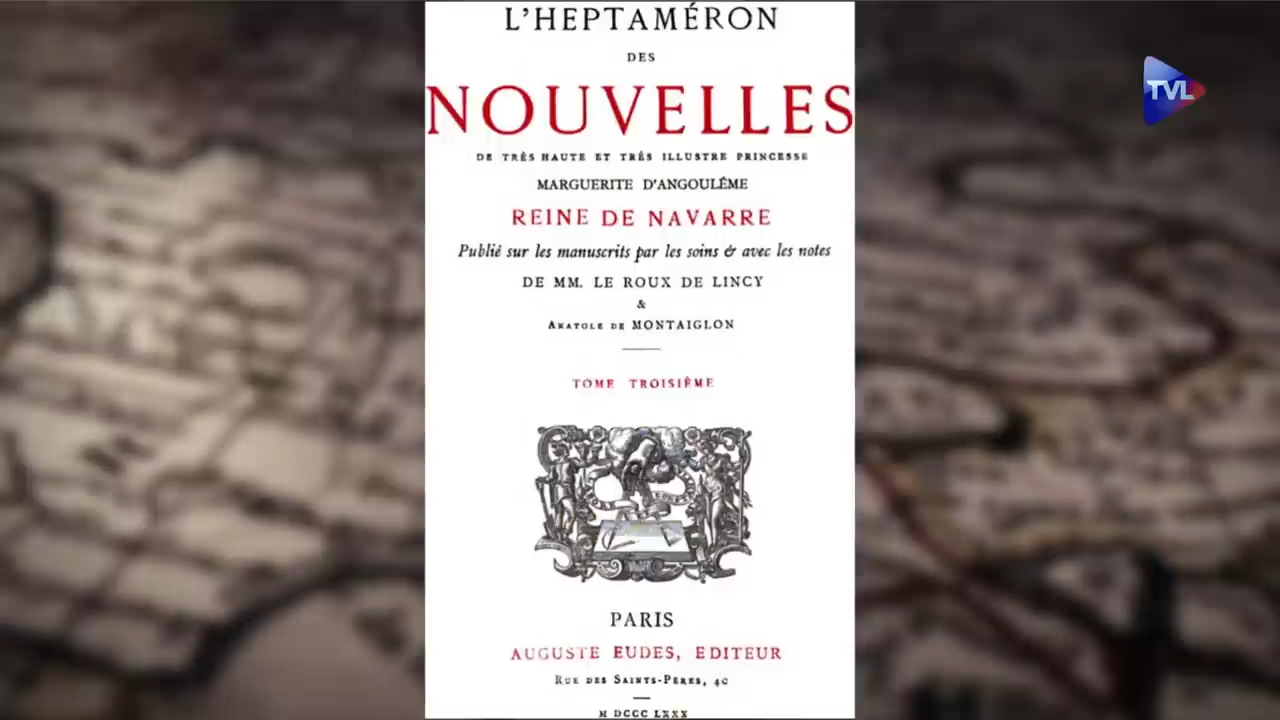 L'HEPTAMÉRON
DES
NOUVELLES
DE TRÈS HAUTE ET TRÉS ILLUSTRE PRINCESSE
MARGUERITE D'ANGOULÊME
REINE DE NAVARRE
Publié sur les manuscrits par les soins & avec les notes
DE MM. LE ROUX DE LINCY
&
ANATOLE DE MONTAIGLON
TOME TROISIÈME
PARIS
AUGUSTE EUDES, EDITEUR
RUE DES SAINTS-PÈRES, 40
M DCCC LXXX
TVL